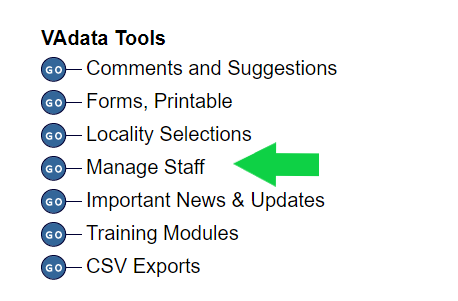 VAdata Tools
GO Comments and Suggestions
GO Forms, Printable
GO Locality Selections
GO Manage Staff
GO Important News & Updates
GO Training Modules
GO CSV Exports